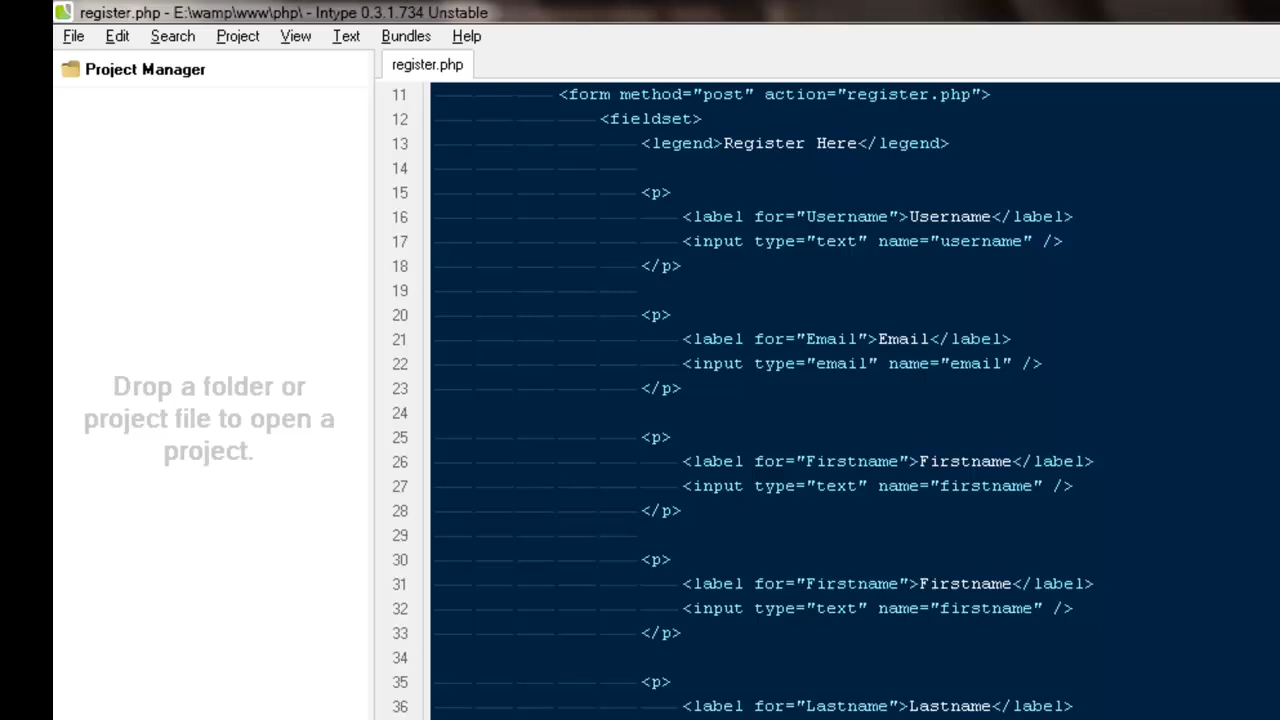 register.php - E:\wamp\www\php\ - Intype 0.3.1.734 Unstable
File Edit Search Project View Text Bundles Help
Project Manager
register.php
Drop a folder or
project file to open a
project.
11 <form method="post" action="register.php">
12 <fieldset>
13 <legend>Register Here</legend>
14
15 <p>
16 <label for="Username">Username</label>
17 <input type="text" name="username" />
18 </p>
19
20 <p>
21 <label for="Email">Email</label>
22 <input type="email" name="email" />
23 </p>
24
25 <p>
26 <label for="Firstname">Firstname</label>
27 <input type="text" name="firstname" />
28 </p>
29
30 <p>
31 <label for="Firstname">Firstname</label>
32 <input type="text" name="firstname" />
33 </p>
34
35 <p>
36 <label for="Lastname">Lastname</label>